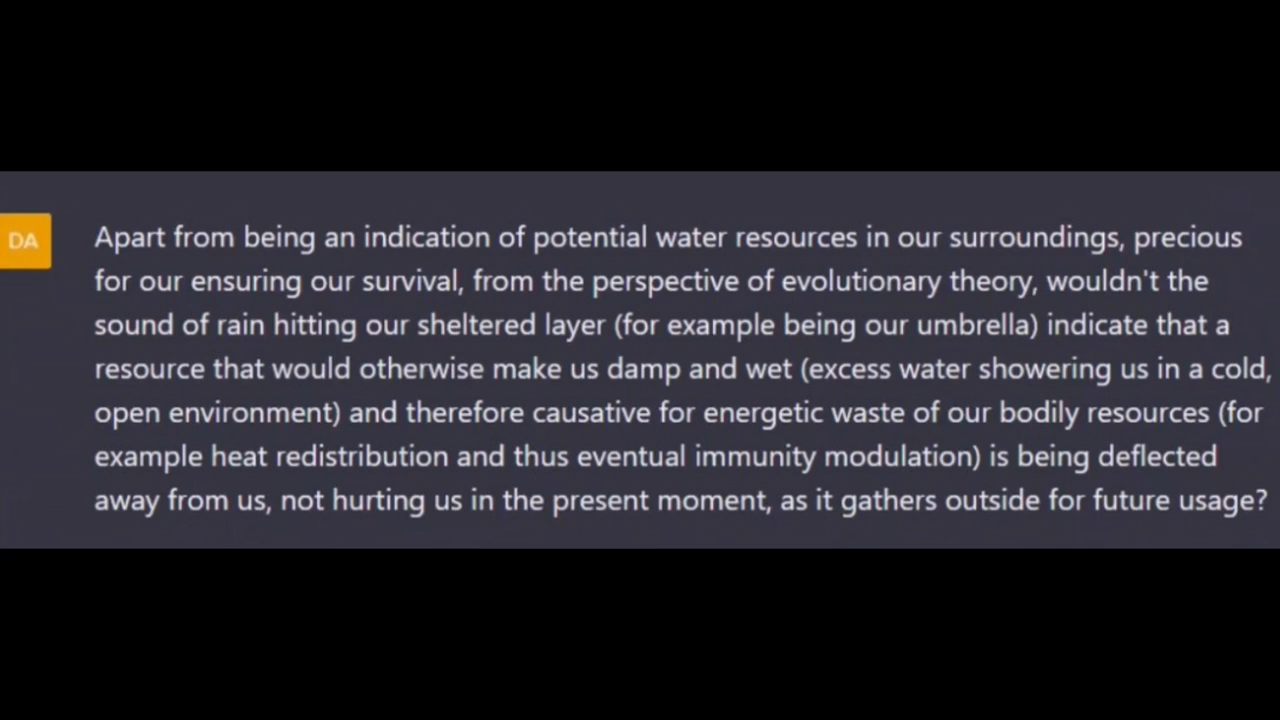 DA
Apart from being an indication of potential water resources in our surroundings, precious
for our ensuring our survival, from the perspective of evolutionary theory, wouldn't the
sound of rain hitting our sheltered layer (for example being our umbrella) indicate that a
resource that would otherwise make us damp and wet (excess water showering us in a cold,
open environment) and therefore causative for energetic waste of our bodily resources (for
example heat redistribution and thus eventual immunity modulation) is being deflected
away from us, not hurting us in the present moment, as it gathers outside for future usage?